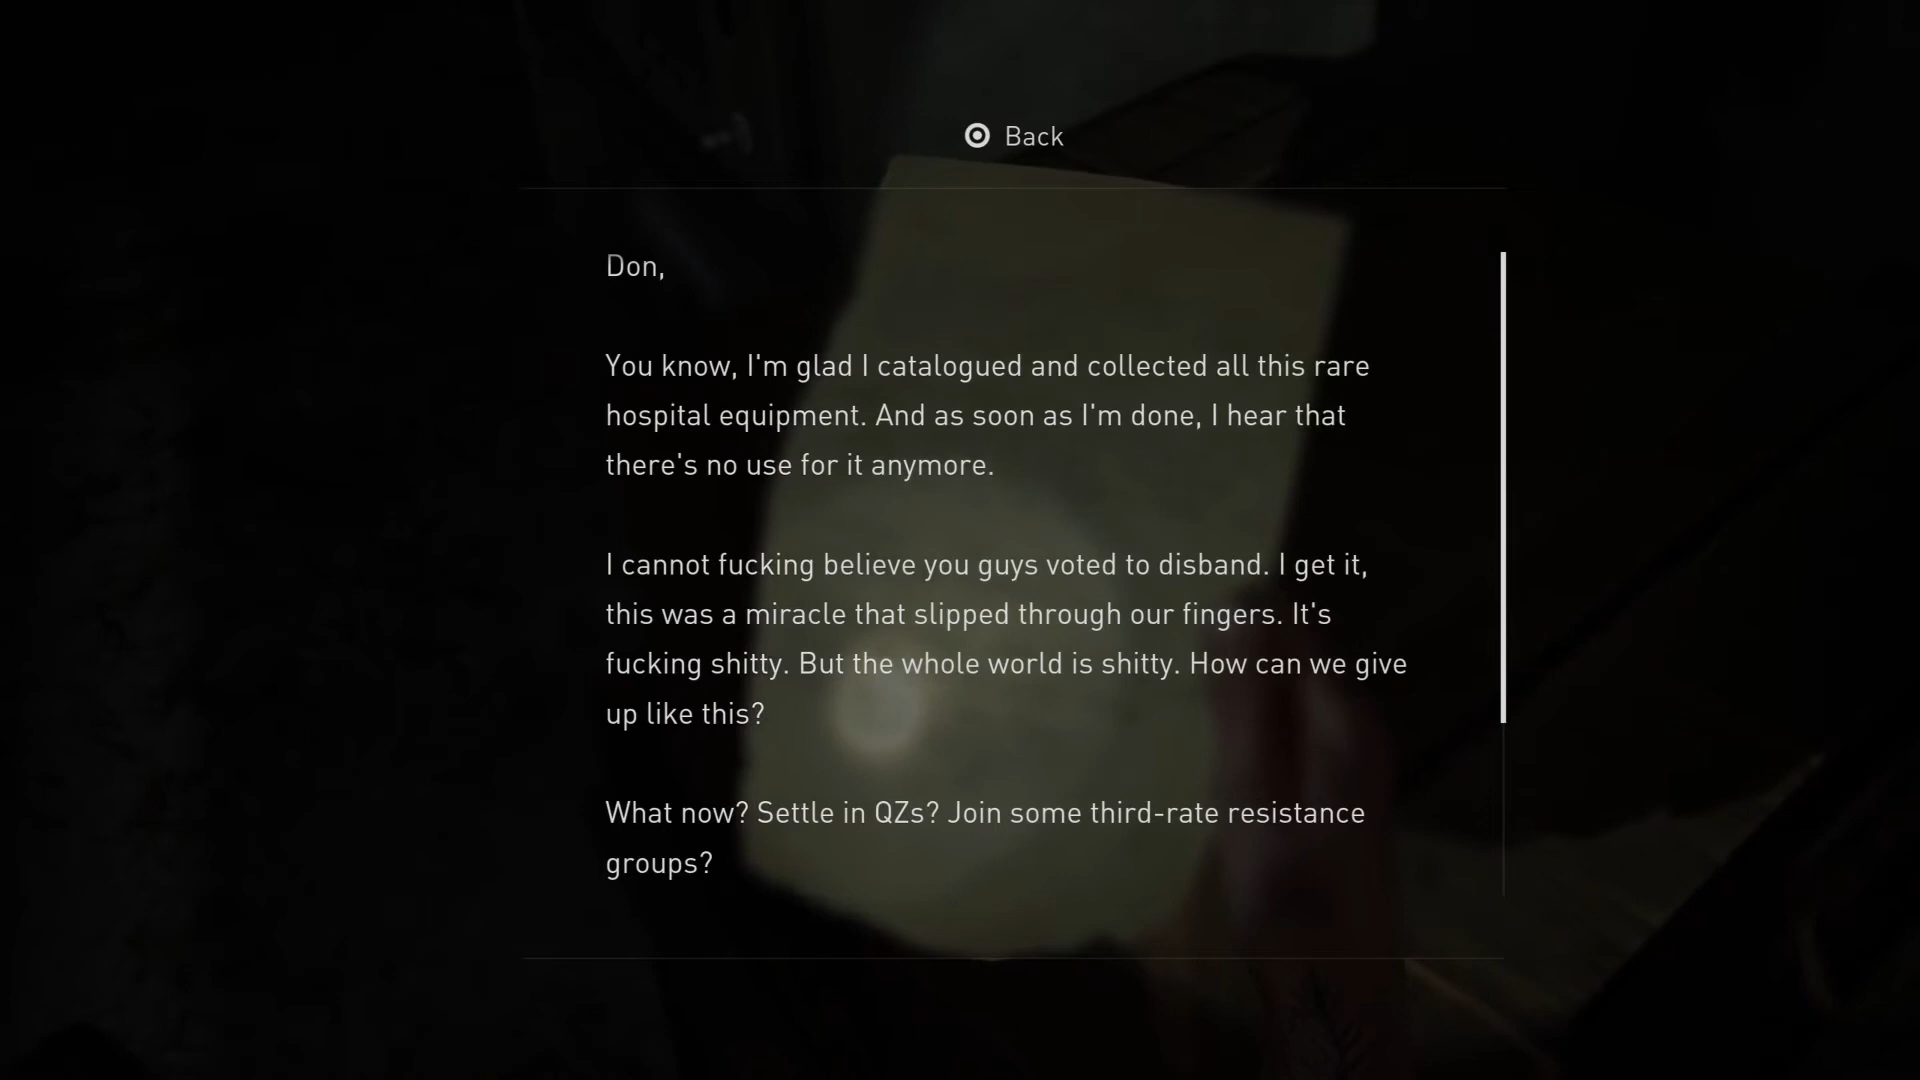 Back
Don,
You know, I'm glad I catalogued and collected all this rare
hospital equipment. And as soon as I'm done, I hear that
there's no use for it anymore.
I cannot fucking believe you guys voted to disband. I get it,
this was a miracle that slipped through our fingers. It's
fucking shitty. But the whole world is shitty. How can we give
up like this?
What now? Settle in QZs? Join some third-rate resistance
groups?